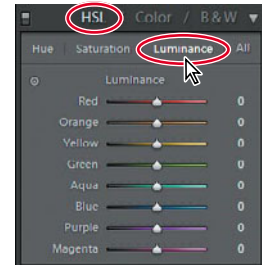 HSL Color / B&W
Hue Saturation Luminance All
Luminance
Red 0
Orange 0
Yellow 0
Green 0
Aqua 0
Blue 0
Purple 0
Magenta 0